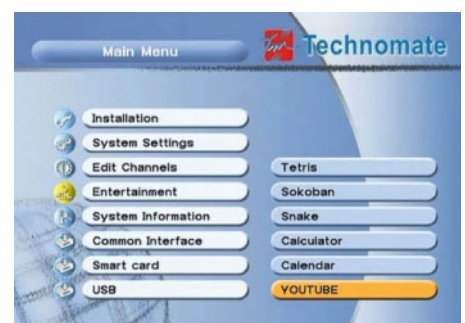 Main Menu
Technomate
Installation
System Settings
Edit Channels
Entertainment
System Information
Common Interface
Smart card
USB
Tetris
Sokoban
Snake
Calculator
Calendar
YOUTUBE